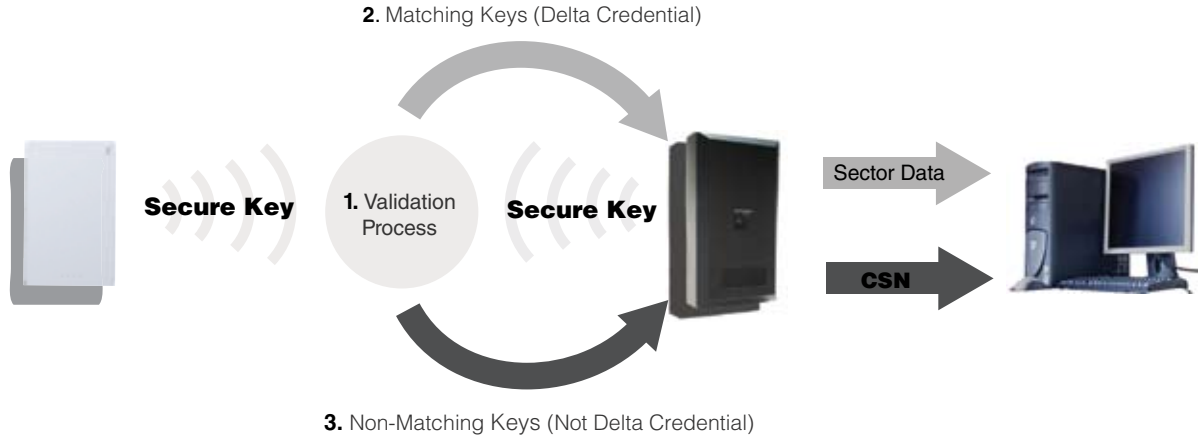 2. Matching Keys (Delta Credential)
Secure Key
1. Validation
Process
Secure Key
Sector Data
CSN
3. Non-Matching Keys (Not Delta Credential)